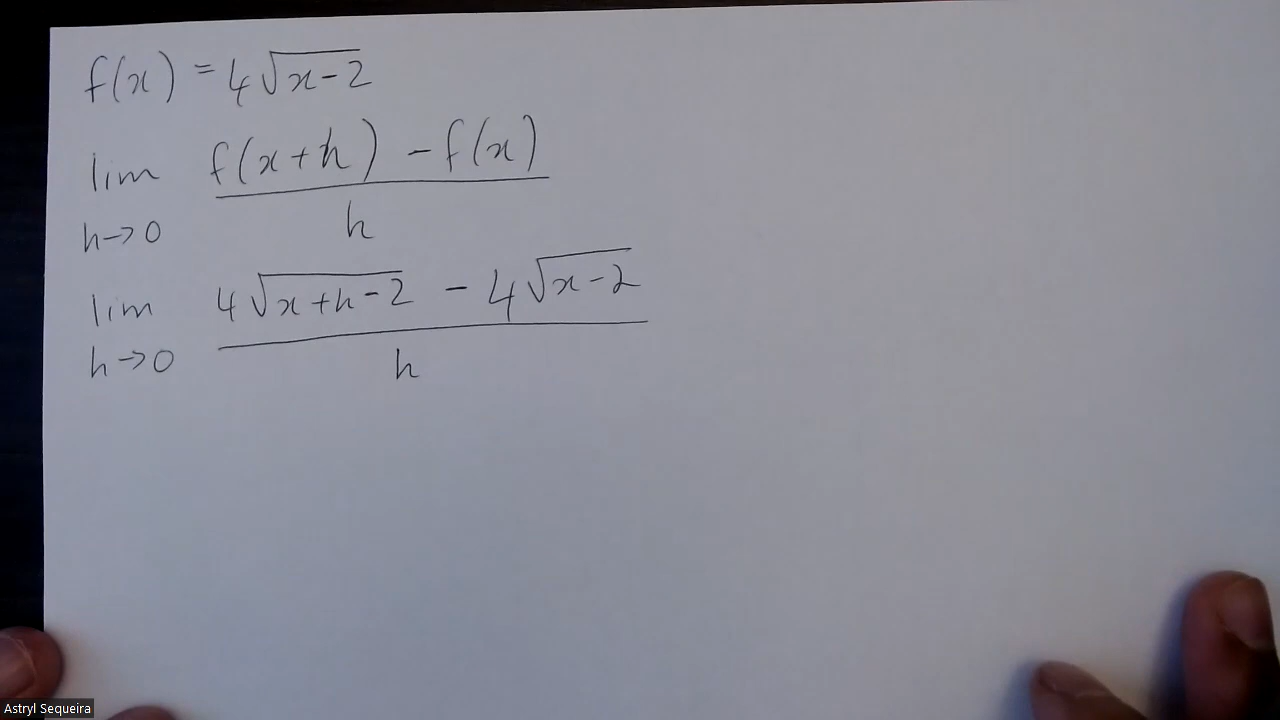 f(x) = 4√(x-2)
lim f(x+h) - f(x)
h→0 h
lim 4√(x+h-2) - 4√(x-2)
h→0 h
Astryl Sequeira